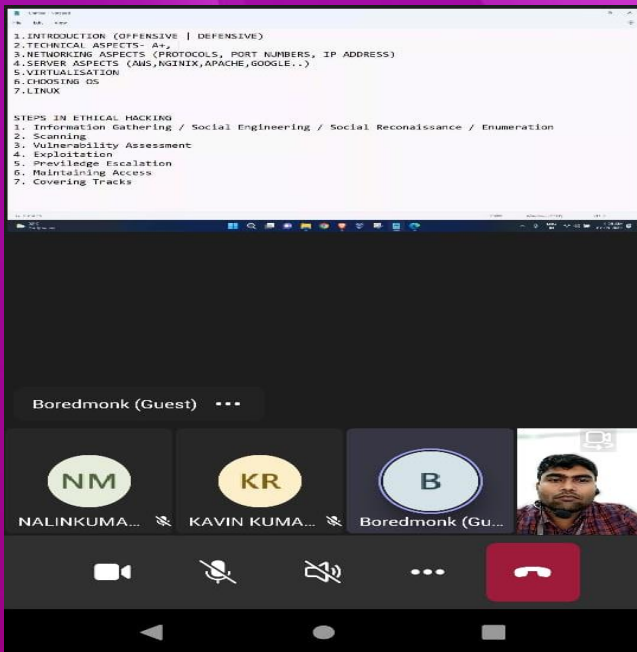 1.INTRODUCTION (OFFENSIVE | DEFENSIVE)
2.TECHNICAL ASPECTS- A+,
3.NETWORKING ASPECTS (PROTOCOLS, PORT NUMBERS, IP ADDRESS)
4.SERVER ASPECTS (AWS,NGINIX,APACHE,GOOGLE..)
5.VIRTUALISATION
6.CHOOSING OS
7.LINUX
STEPS IN ETHICAL HACKING
1. Information Gathering / Social Engineering / Social Reconaissance / Enumeration
2. Scanning
3. Vulnerability Assessment
4. Exploitation
5. Previledge Escalation
6. Maintaining Access
7. Covering Tracks
Boredmonk (Guest) •••
NM
KR
B
NALINKUMA...
KAVIN KUMA...
Boredmonk (Gu...